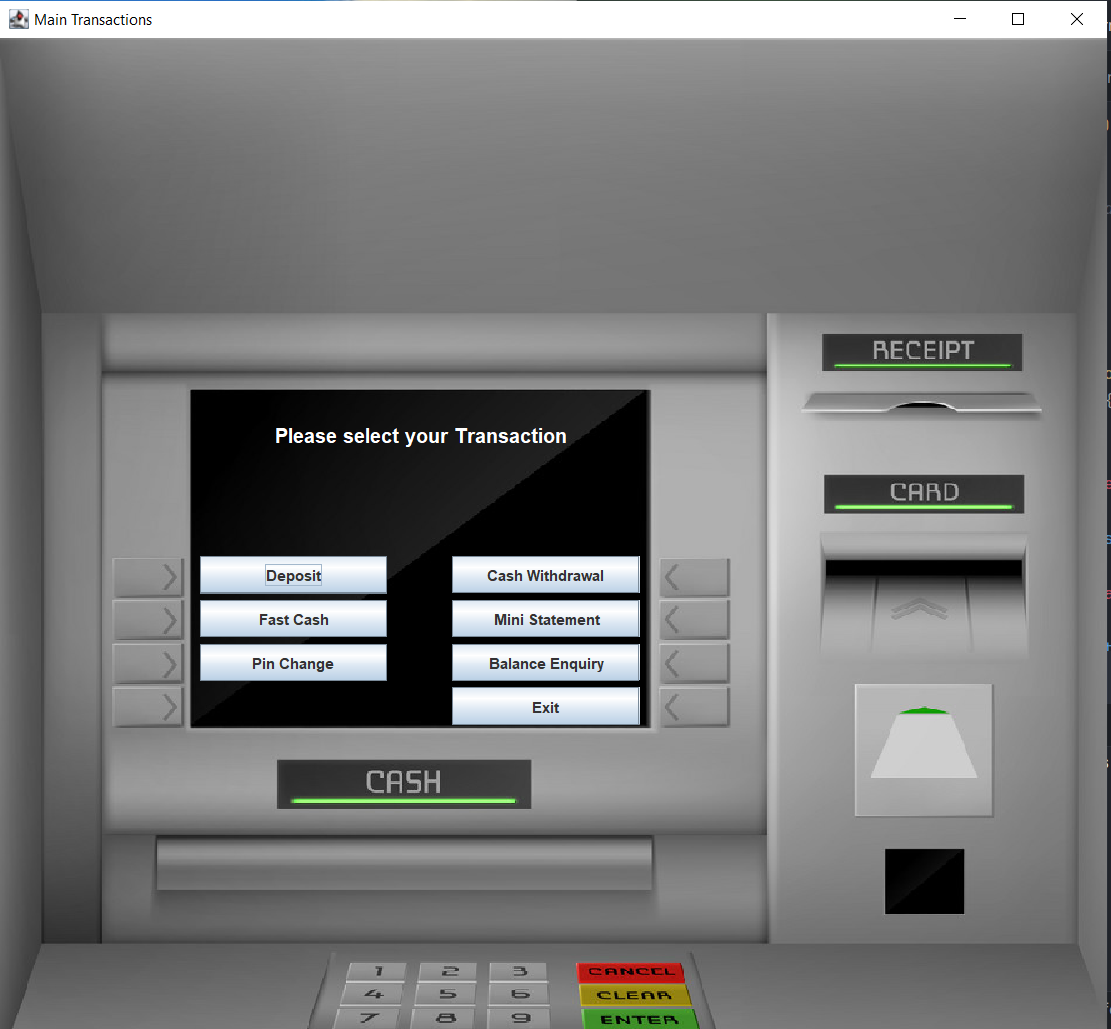 Main Transactions
RECEIPT
Please select your Transaction
CARD
Deposit
Cash Withdrawal
Fast Cash
Mini Statement
Pin Change
Balance Enquiry
Exit
CASH
1 2 3 CANCEL
4 5 6 CLEAR
7 8 9 ENTER